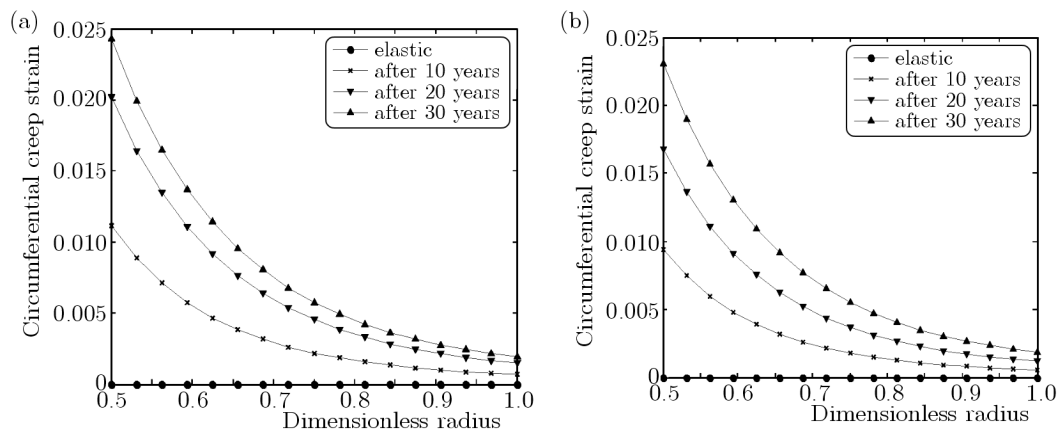 (a)
Circumferential creep strain
0.025
0.020
0.015
0.010
0.005
0
elastic
after 10 years
after 20 years
after 30 years
0.5
0.6
0.7
0.8
0.9
1.0
Dimensionless radius
(b)
Circumferential creep strain
0.025
0.020
0.015
0.010
0.005
0
elastic
after 10 years
after 20 years
after 30 years
0.5
0.6
0.7
0.8
0.9
1.0
Dimensionless radius